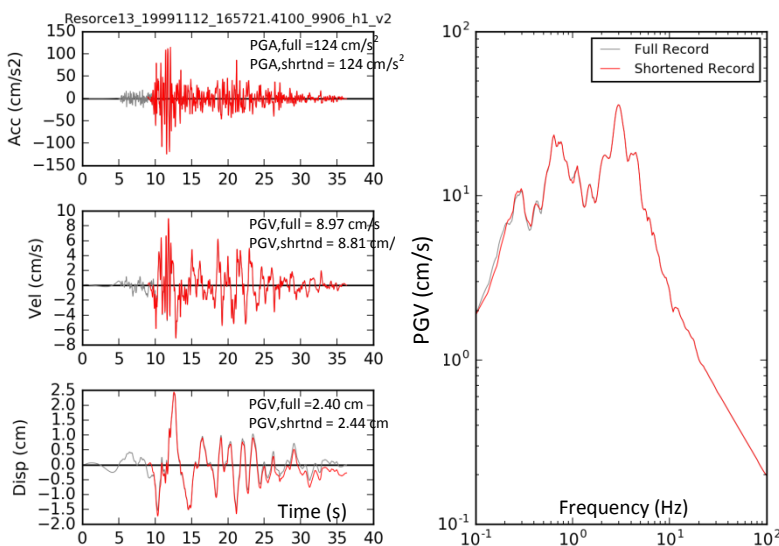 Resorce13_19991112_165721.4100_9906_h1_v2
Acc (cm/s2)
150
100
50
0
−50
−100
−150
PGA,full =124 cm/s²
PGA,shrtnd = 124 cm/s²
0 5 10 15 20 25 30 35 40
Vel (cm/s)
10
8
6
4
2
0
−2
−4
−6
−8
PGV,full = 8.97 cm/s
PGV,shrtnd = 8.81 cm/
0 5 10 15 20 25 30 35 40
Disp (cm)
2.5
2.0
1.5
1.0
0.5
0.0
−0.5
−1.0
−1.5
−2.0
PGV,full =2.40 cm
PGV,shrtnd = 2.44 cm
Time (s)
0 5 10 15 20 25 30 35 40
PGV (cm/s)
10²
10¹
10⁰
10⁻¹
Full Record
Shortened Record
Frequency (Hz)
10⁻¹ 10⁰ 10¹ 10²